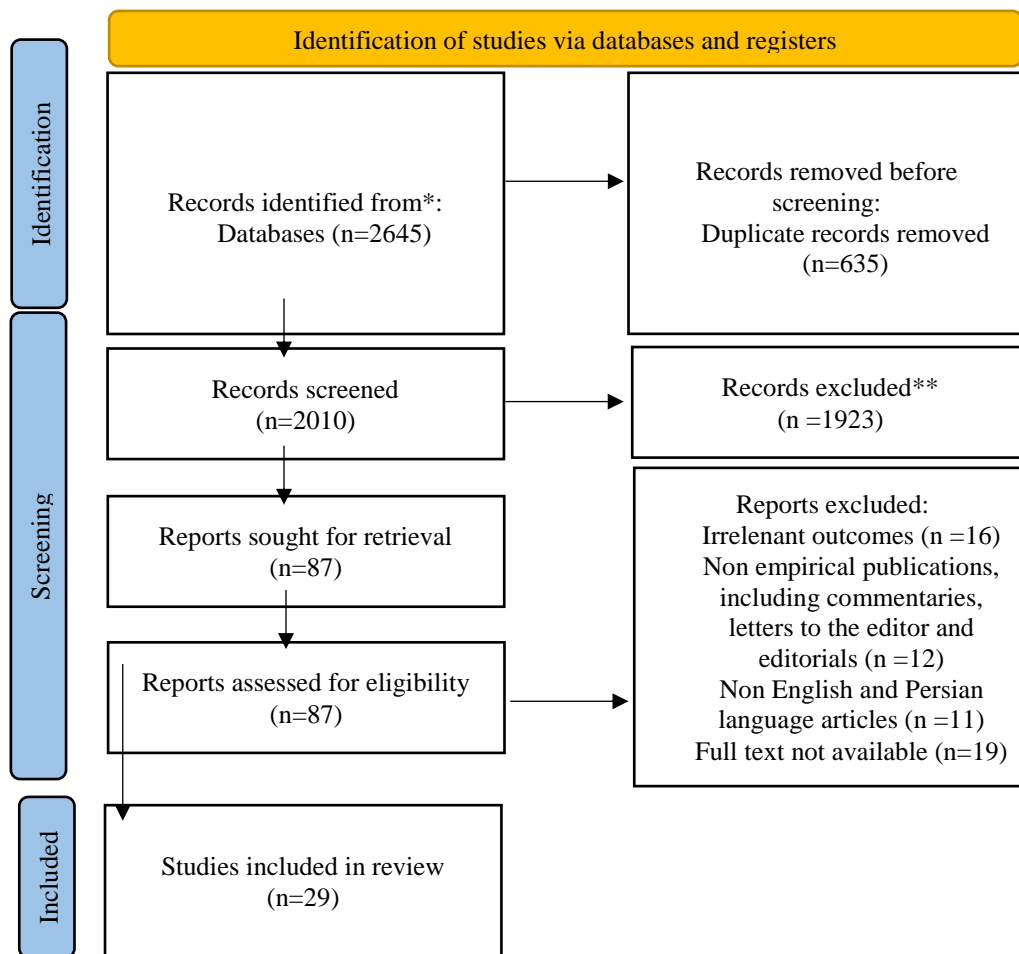 Identification of studies via databases and registers
Identification
Records identified from*:
Databases (n=2645)
Records removed before
screening:
Duplicate records removed
(n=635)
Screening
Records screened
(n=2010)
Records excluded**
(n =1923)
Reports sought for retrieval
(n=87)
Reports assessed for eligibility
(n=87)
Reports excluded:
Irrelenant outcomes (n =16)
Non empirical publications,
including commentaries,
letters to the editor and
editorials (n =12)
Non English and Persian
language articles (n =11)
Full text not available (n=19)
Included
Studies included in review
(n=29)